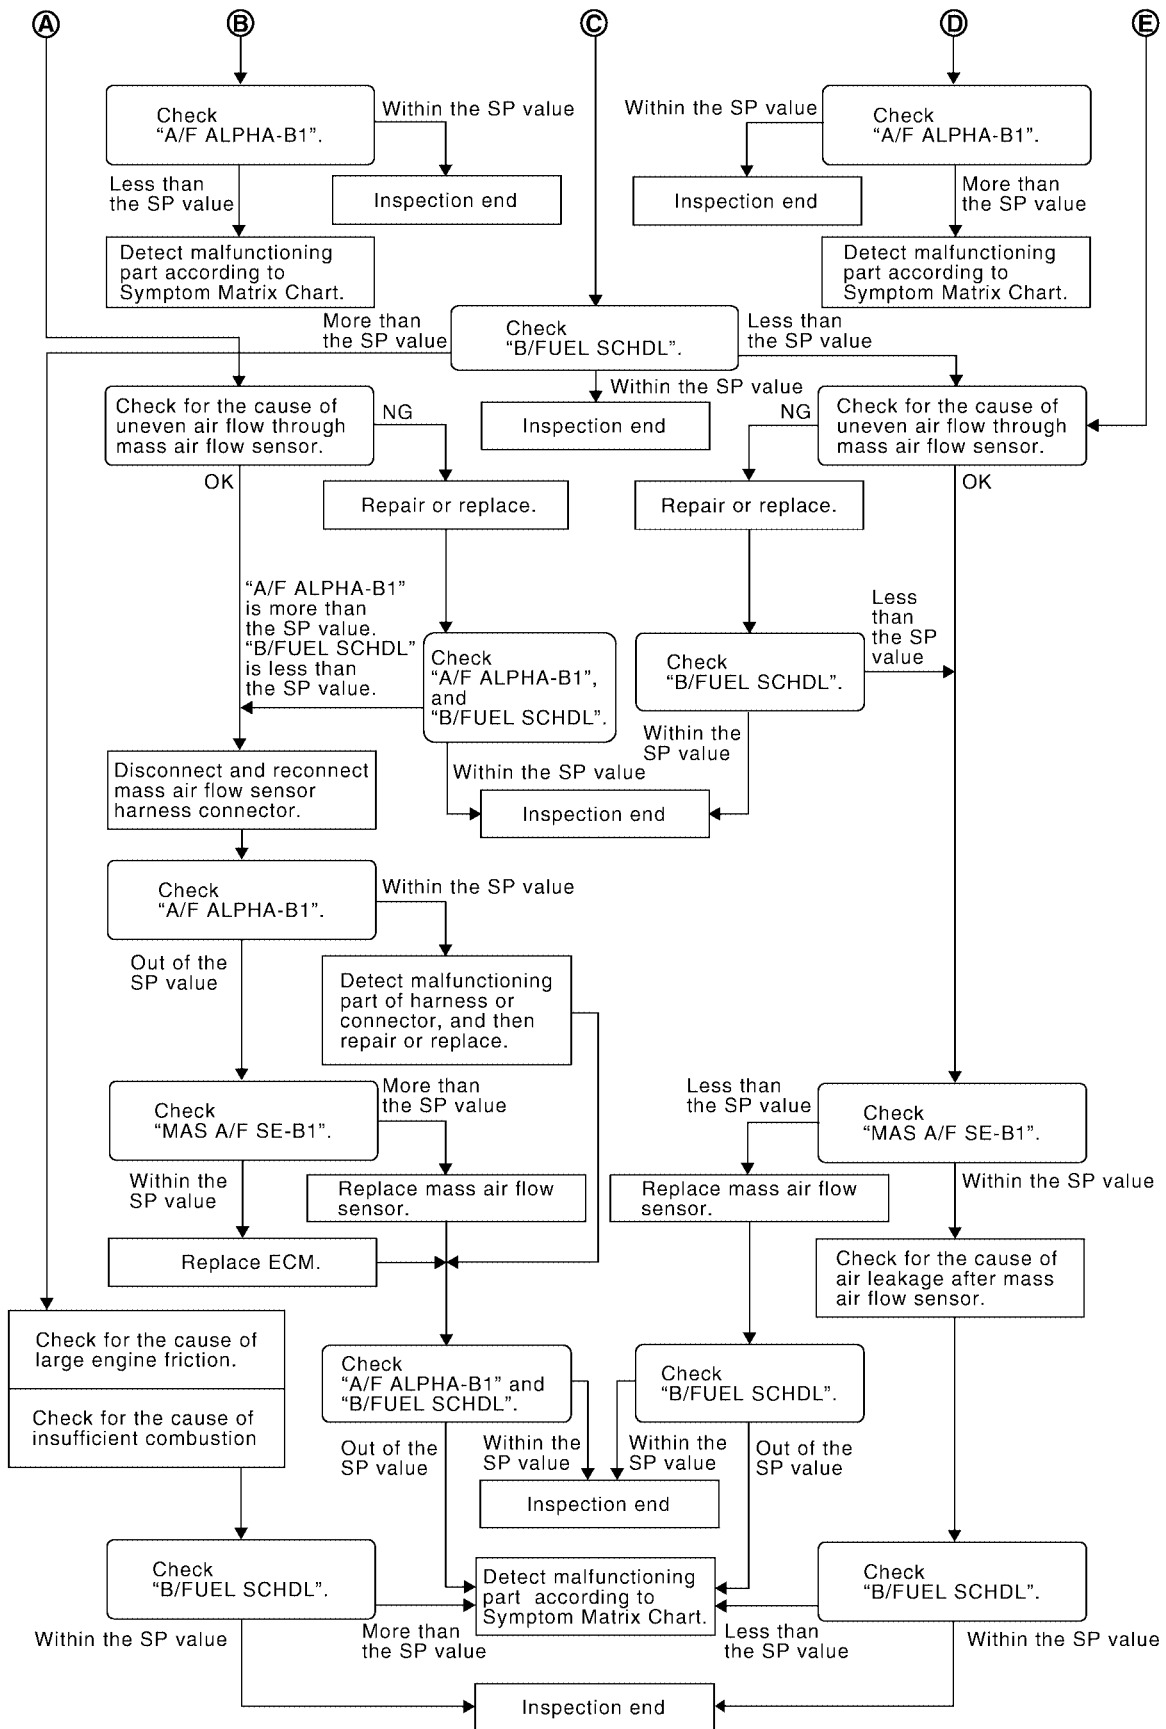 A
B
C
D
E
Check
“A/F ALPHA-B1”.
Within the SP value
Less than
the SP value
Inspection end
Detect malfunctioning
part according to
Symptom Matrix Chart.
Within the SP value
Check
“A/F ALPHA-B1”.
Inspection end
More than
the SP value
Detect malfunctioning
part according to
Symptom Matrix Chart.
More than
the SP value
Check
“B/FUEL SCHDL”.
Less than
the SP value
Within the SP value
Inspection end
Check for the cause of
uneven air flow through
mass air flow sensor.
NG
OK
Repair or replace.
NG
Check for the cause of
uneven air flow through
mass air flow sensor.
OK
Repair or replace.
“A/F ALPHA-B1”
is more than
the SP value.
“B/FUEL SCHDL”
is less than
the SP value.
Check
“A/F ALPHA-B1”,
and
“B/FUEL SCHDL”.
Check
“B/FUEL SCHDL”.
Less
than
the SP
value
Within the
SP value
Within the SP value
Inspection end
Disconnect and reconnect
mass air flow sensor
harness connector.
Check
“A/F ALPHA-B1”.
Within the SP value
Out of the
SP value
Detect malfunctioning
part of harness or
connector, and then
repair or replace.
Check
“MAS A/F SE-B1”.
More than
the SP value
Within the
SP value
Replace mass air flow
sensor.
Replace ECM.
Less than
the SP value
Check
“MAS A/F SE-B1”.
Within the SP value
Replace mass air flow
sensor.
Check for the cause of
air leakage after mass
air flow sensor.
Check for the cause of
large engine friction.
Check for the cause of
insufficient combustion
Check
“A/F ALPHA-B1” and
“B/FUEL SCHDL”.
Check
“B/FUEL SCHDL”.
Out of the
SP value
Within the
SP value
Within the
SP value
Out of the
SP value
Inspection end
Check
“B/FUEL SCHDL”.
Detect malfunctioning
part according to
Symptom Matrix Chart.
Check
“B/FUEL SCHDL”.
Within the SP value
More than
the SP value
Less than
the SP value
Within the SP value
Inspection end